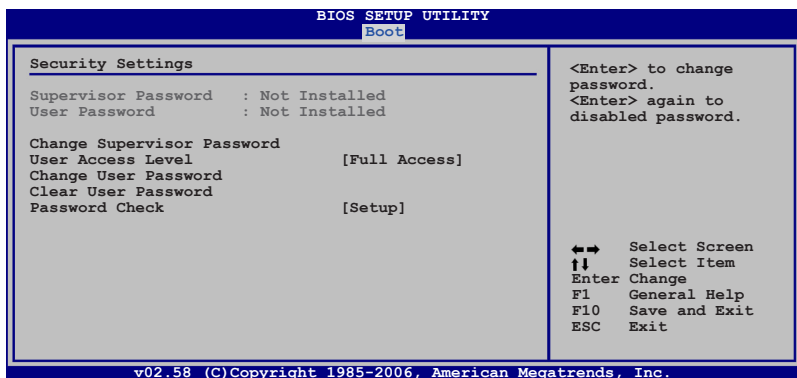 BIOS SETUP UTILITY
Boot
Security Settings
Supervisor Password : Not Installed
User Password : Not Installed
Change Supervisor Password
User Access Level [Full Access]
Change User Password
Clear User Password
Password Check [Setup]
<Enter> to change
password.
<Enter> again to
disabled password.
←→ Select Screen
↑↓ Select Item
Enter Change
F1 General Help
F10 Save and Exit
ESC Exit
v02.58 (C)Copyright 1985-2006, American Megatrends, Inc.